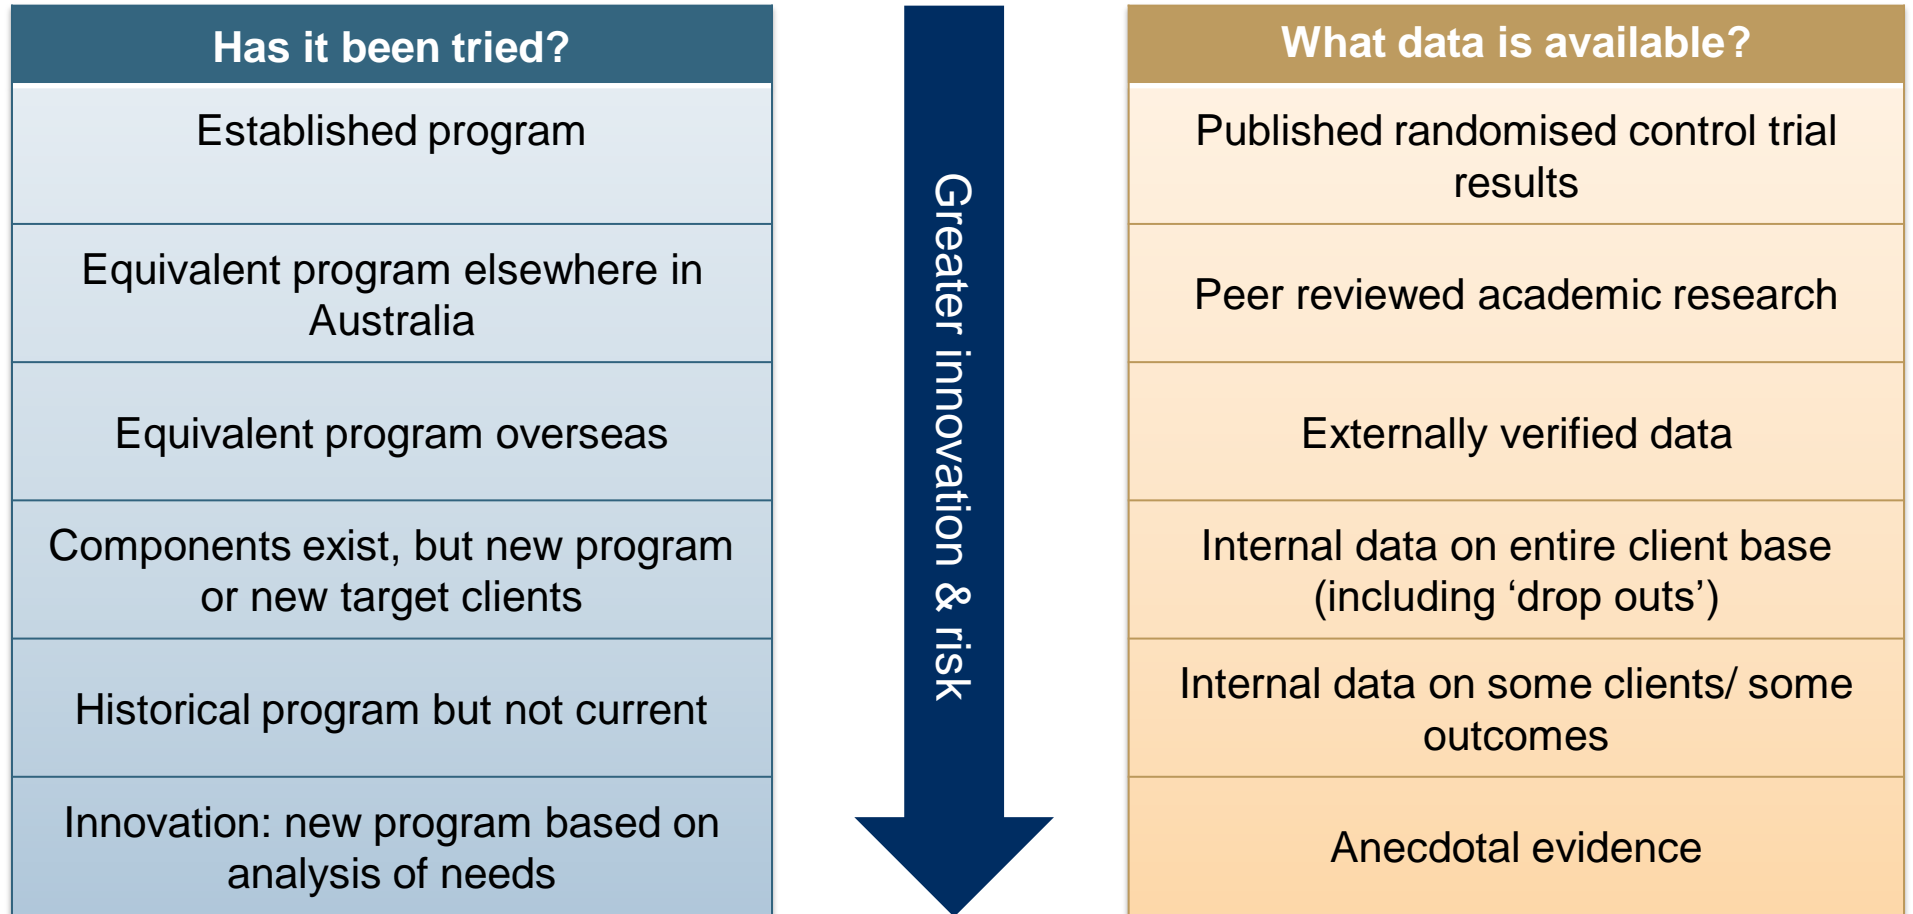 Has it been tried?
Established program
Equivalent program elsewhere in
Australia
Equivalent program overseas
Components exist, but new program
or new target clients
Historical program but not current
Innovation: new program based on
analysis of needs
Greater innovation & risk
What data is available?
Published randomised control trial
results
Peer reviewed academic research
Externally verified data
Internal data on entire client base
(including ‘drop outs’)
Internal data on some clients/ some
outcomes
Anecdotal evidence